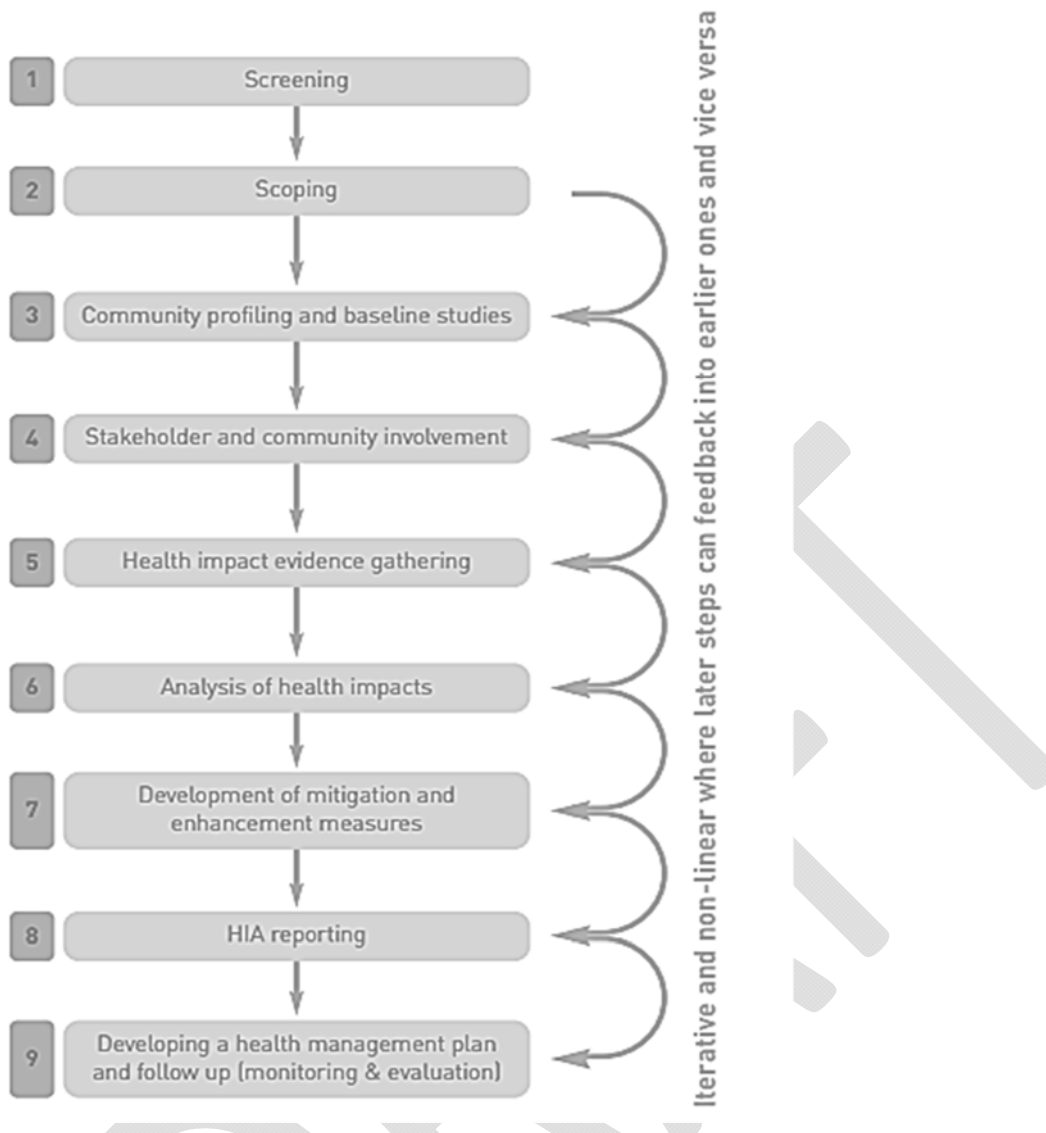 1
Screening
2
Scoping
3
Community profiling and baseline studies
4
Stakeholder and community involvement
5
Health impact evidence gathering
6
Analysis of health impacts
7
Development of mitigation and
enhancement measures
8
HIA reporting
9
Developing a health management plan
and follow up (monitoring & evaluation)
Iterative and non-linear where later steps can feedback into earlier ones and vice versa